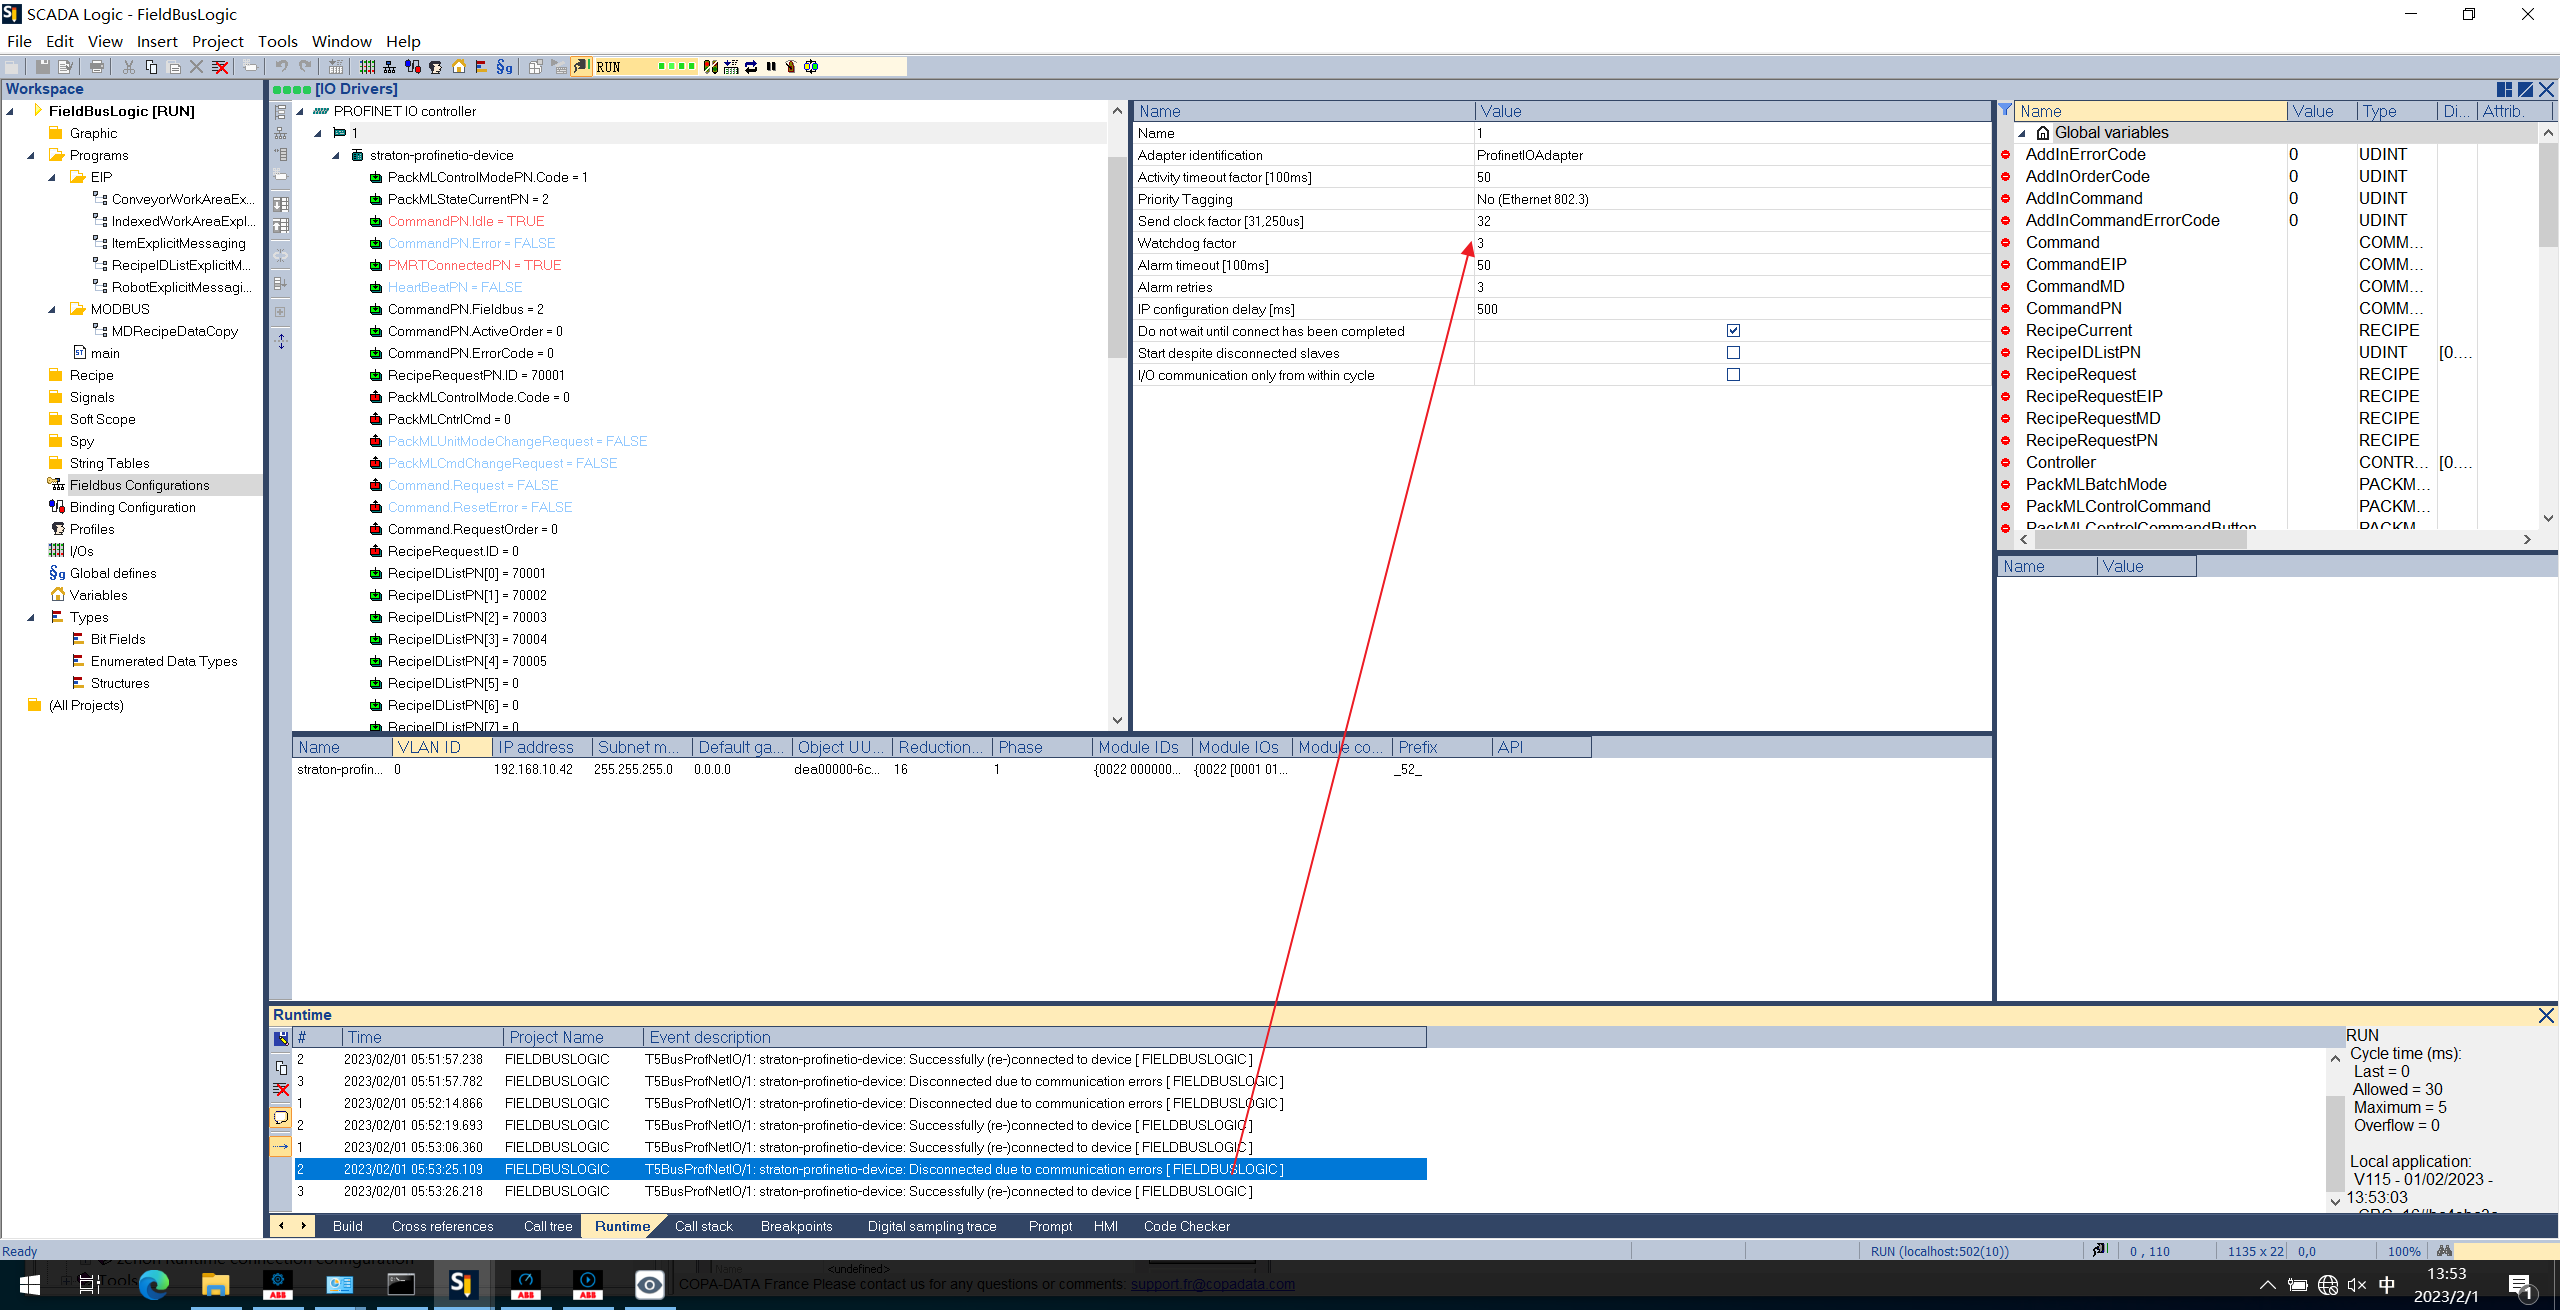 SCADA Logic - FieldBusLogic
File Edit View Insert Project Tools Window Help
RUN
Workspace
FieldBusLogic [RUN]
Graphic
Programs
EIP
ConveyorWorkAreaEx...
IndexedWorkAreaExpl...
ItemExplicitMessaging
RecipeIDListExplicitM...
RobotExplicitMessagi...
MODBUS
MDRecipeDataCopy
main
Recipe
Signals
Soft Scope
Spy
String Tables
Fieldbus Configurations
Binding Configuration
Profiles
I/Os
Global defines
Variables
Types
Bit Fields
Enumerated Data Types
Structures
(All Projects)
[IO Drivers]
PROFINET IO controller
1
straton-profinetio-device
PackMLControlModePN.Code = 1
PackMLStateCurrentPN = 2
CommandPN.Idle = TRUE
CommandPN.Error = FALSE
PMRTConnectedPN = TRUE
HeartBeatPN = FALSE
CommandPN.Fieldbus = 2
CommandPN.ActiveOrder = 0
CommandPN.ErrorCode = 0
RecipeRequestPN.ID = 70001
PackMLControlMode.Code = 0
PackMLCntrlCmd = 0
PackMLUnitModeChangeRequest = FALSE
PackMLCmdChangeRequest = FALSE
Command.Request = FALSE
Command.ResetError = FALSE
Command.RequestOrder = 0
RecipeRequest.ID = 0
RecipeIDListPN[0] = 70001
RecipeIDListPN[1] = 70002
RecipeIDListPN[2] = 70003
RecipeIDListPN[3] = 70004
RecipeIDListPN[4] = 70005
RecipeIDListPN[5] = 0
RecipeIDListPN[6] = 0
RecipeIDListPN[7] = 0
Name Value
Name 1
Adapter identification ProfinetIOAdapter
Activity timeout factor [100ms] 50
Priority Tagging No (Ethernet 802.3)
Send clock factor [31,250us] 32
Watchdog factor 3
Alarm timeout [100ms] 50
Alarm retries 3
IP configuration delay [ms] 500
Do not wait until connect has been completed
Start despite disconnected slaves
I/O communication only from within cycle
Name Value Type Di... Attrib.
Global variables
AddInErrorCode 0 UDINT
AddInOrderCode 0 UDINT
AddInCommand 0 UDINT
AddInCommandErrorCode 0 UDINT
Command COMM...
CommandEIP COMM...
CommandMD COMM...
CommandPN COMM...
RecipeCurrent RECIPE
RecipeIDListPN UDINT [0....
RecipeRequest RECIPE
RecipeRequestEIP RECIPE
RecipeRequestMD RECIPE
RecipeRequestPN RECIPE
Controller CONTR... [0....
PackMLBatchMode PACKM...
PackMLControlCommand PACKM...
PackMLControlCommandButton PACKM...
Name Value
Name VLAN ID IP address Subnet m... Default ga... Object UU... Reduction... Phase Module IDs Module IOs Module co... Prefix API
straton-profin... 0 192.168.10.42 255.255.255.0 0.0.0.0 dea00000-6c... 16 1 {0022 000000... {0022 [0001 01... _52_
Runtime
# Time Project Name Event description
2 2023/02/01 05:51:57.238 FIELDBUSLOGIC T5BusProfNetIO/1: straton-profinetio-device: Successfully (re-)connected to device [ FIELDBUSLOGIC ]
3 2023/02/01 05:51:57.782 FIELDBUSLOGIC T5BusProfNetIO/1: straton-profinetio-device: Disconnected due to communication errors [ FIELDBUSLOGIC ]
1 2023/02/01 05:52:14.866 FIELDBUSLOGIC T5BusProfNetIO/1: straton-profinetio-device: Disconnected due to communication errors [ FIELDBUSLOGIC ]
2 2023/02/01 05:52:19.693 FIELDBUSLOGIC T5BusProfNetIO/1: straton-profinetio-device: Successfully (re-)connected to device [ FIELDBUSLOGIC ]
1 2023/02/01 05:53:06.360 FIELDBUSLOGIC T5BusProfNetIO/1: straton-profinetio-device: Successfully (re-)connected to device [ FIELDBUSLOGIC ]
2 2023/02/01 05:53:25.109 FIELDBUSLOGIC T5BusProfNetIO/1: straton-profinetio-device: Disconnected due to communication errors [ FIELDBUSLOGIC ]
3 2023/02/01 05:53:26.218 FIELDBUSLOGIC T5BusProfNetIO/1: straton-profinetio-device: Successfully (re-)connected to device [ FIELDBUSLOGIC ]
RUN
Cycle time (ms):
Last = 0
Allowed = 30
Maximum = 5
Overflow = 0
Local application:
V115 - 01/02/2023 -
13:53:03
Build Cross references Call tree Runtime Call stack Breakpoints Digital sampling trace Prompt HMI Code Checker
Ready RUN (localhost:502(10)) 0 , 110 1135 x 22 0,0 100%
zenon Runtime connection configuration
Tools
Name <undefined>
COPA-DATA France Please contact us for any questions or comments: support.fr@copadata.com
ABB ABB ABB
中
13:53
2023/2/1
1